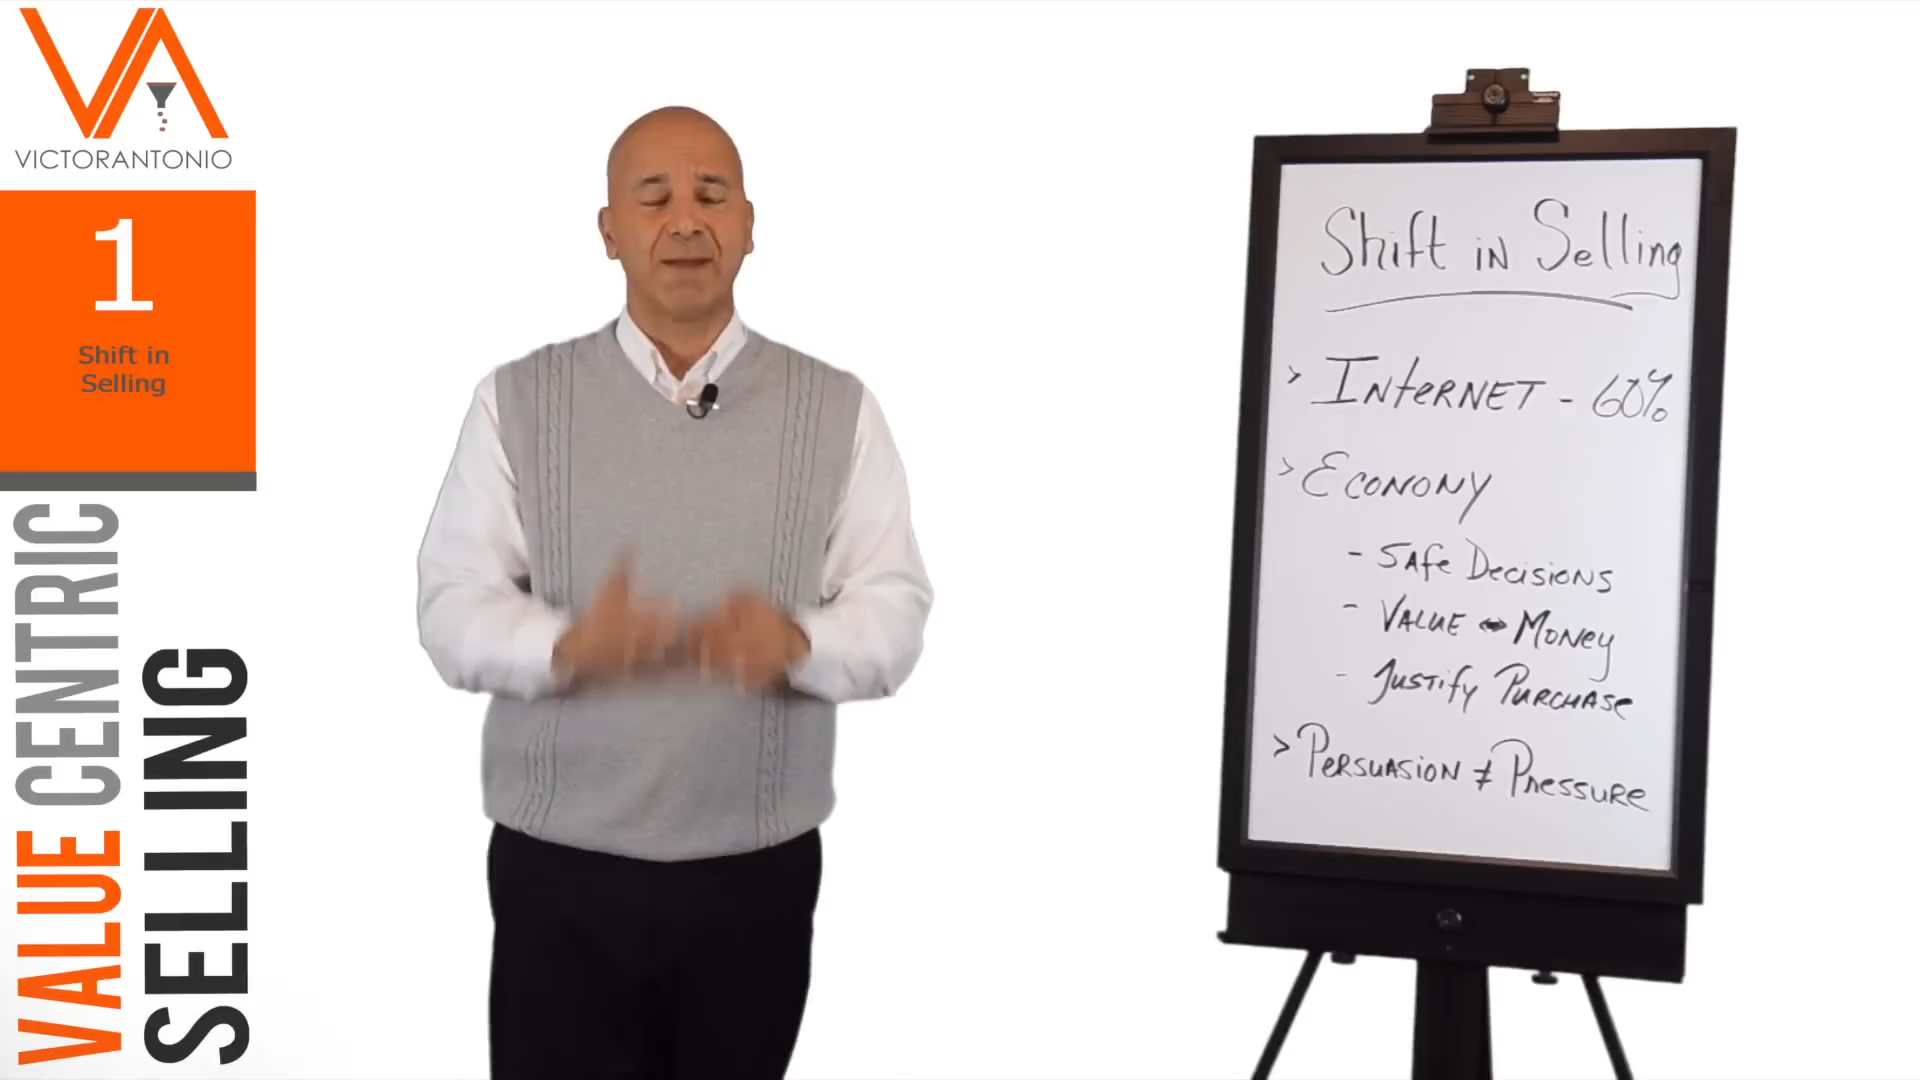 VICTORANTONIO
1
Shift in
Selling
VALUE CENTRIC
SELLING
Shift in Selling
> INTERNET - 60%
> ECONONY
- SAFE DECISIONS
- VALUE ↔ MONEY
- JUSTIFY PURCHASE
> PERSUASION ≠ PRESSURE